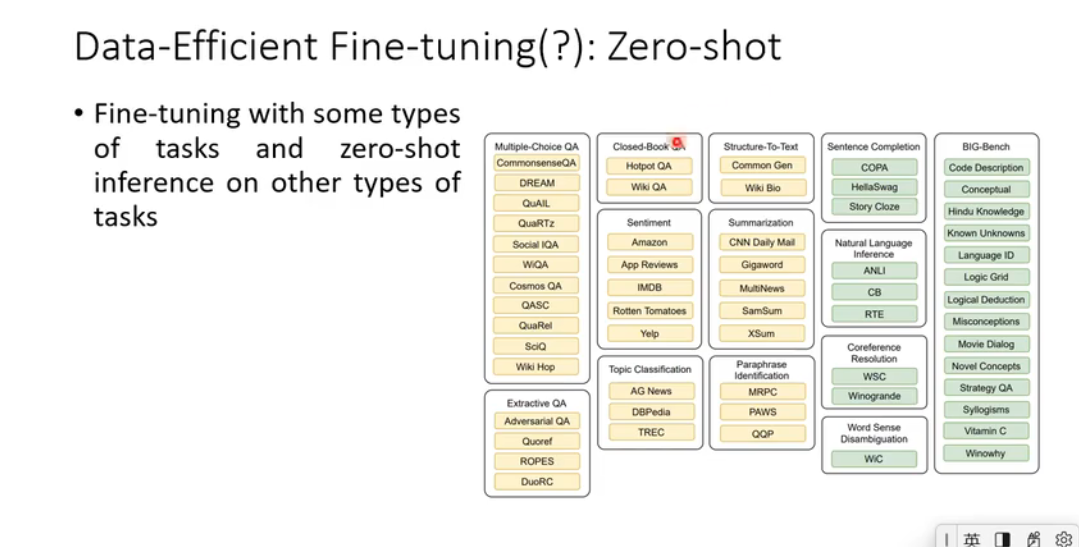 Data-Efficient Fine-tuning(?): Zero-shot
• Fine-tuning with some types
of tasks and zero-shot
inference on other types of
tasks
Multiple-Choice QA
CommonsenseQA
DREAM
QuAIL
QuaRTz
Social IQA
WiQA
Cosmos QA
QASC
QuaRel
SciQ
Wiki Hop
Extractive QA
Adversarial QA
Quoref
ROPES
DuoRC
Closed-Book QA
Hotpot QA
Wiki QA
Sentiment
Amazon
App Reviews
IMDB
Rotten Tomatoes
Yelp
Topic Classification
AG News
DBPedia
TREC
Structure-To-Text
Common Gen
Wiki Bio
Summarization
CNN Daily Mail
Gigaword
MultiNews
SamSum
XSum
Paraphrase
Identification
MRPC
PAWS
QQP
Sentence Completion
COPA
HellaSwag
Story Cloze
Natural Language
Inference
ANLI
CB
RTE
Coreference
Resolution
WSC
Winogrande
Word Sense
Disambiguation
WiC
BIG-Bench
Code Description
Conceptual
Hindu Knowledge
Known Unknowns
Language ID
Logic Grid
Logical Deduction
Misconceptions
Movie Dialog
Novel Concepts
Strategy QA
Syllogisms
Vitamin C
Winowhy
英